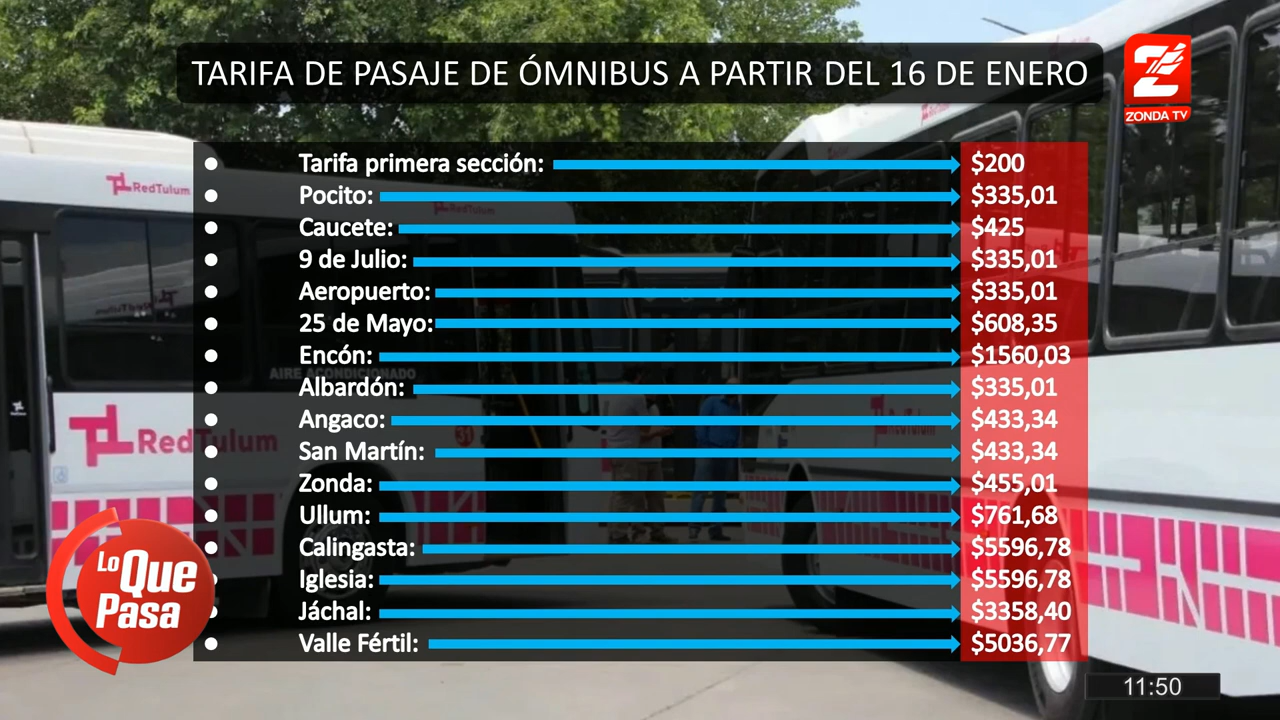 TARIFA DE PASAJE DE ÓMNIBUS A PARTIR DEL 16 DE ENERO
ZONDA TV
Tarifa primera sección: $200
Pocito: $335,01
Caucete: $425
9 de Julio: $335,01
Aeropuerto: $335,01
25 de Mayo: $608,35
Encón: $1560,03
Albardón: $335,01
Angaco: $433,34
San Martín: $433,34
Zonda: $455,01
Ullum: $761,68
Calingasta: $5596,78
Iglesia: $5596,78
Jáchal: $3358,40
Valle Fértil: $5036,77
RedTulum
RedTulum
AIRE ACONDICIONADO
RedTulum
31
Lo Que Pasa
11:50